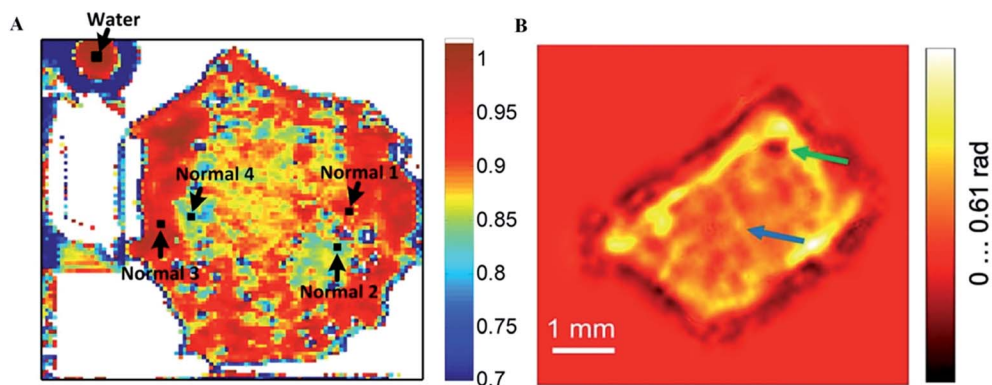 A
Water
Normal 4
Normal 1
Normal 3
Normal 2
1
0.95
0.9
0.85
0.8
0.75
0.7
B
1 mm
0 ... 0.61 rad